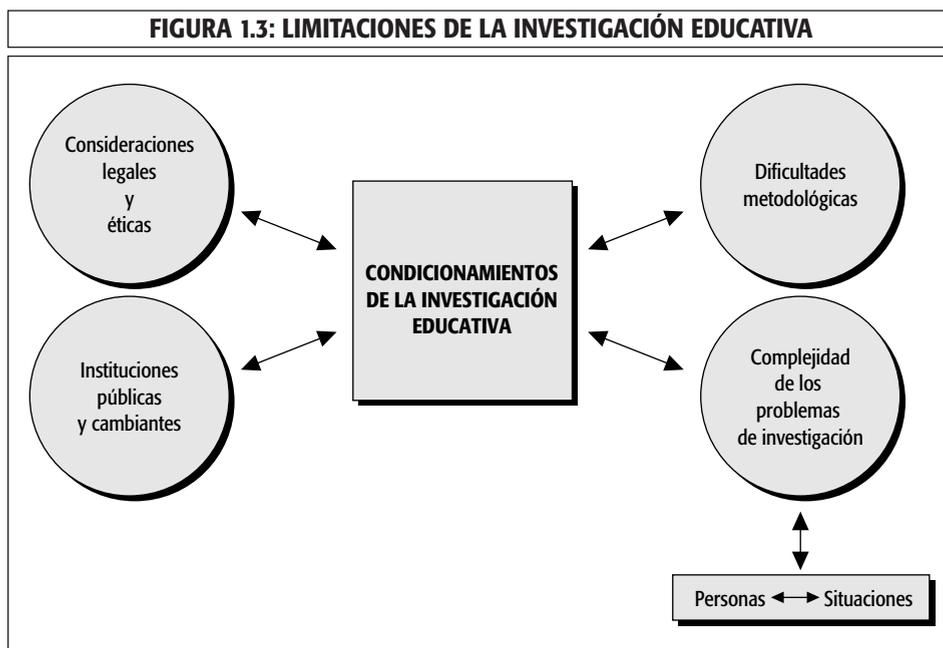 FIGURA 1.3: LIMITACIONES DE LA INVESTIGACIÓN EDUCATIVA
Consideraciones
legales
y
éticas
Dificultades
metodológicas
CONDICIONAMIENTOS
DE LA INVESTIGACIÓN
EDUCATIVA
Instituciones
públicas
y cambiantes
Complejidad
de los
problemas
de investigación
Personas Situaciones